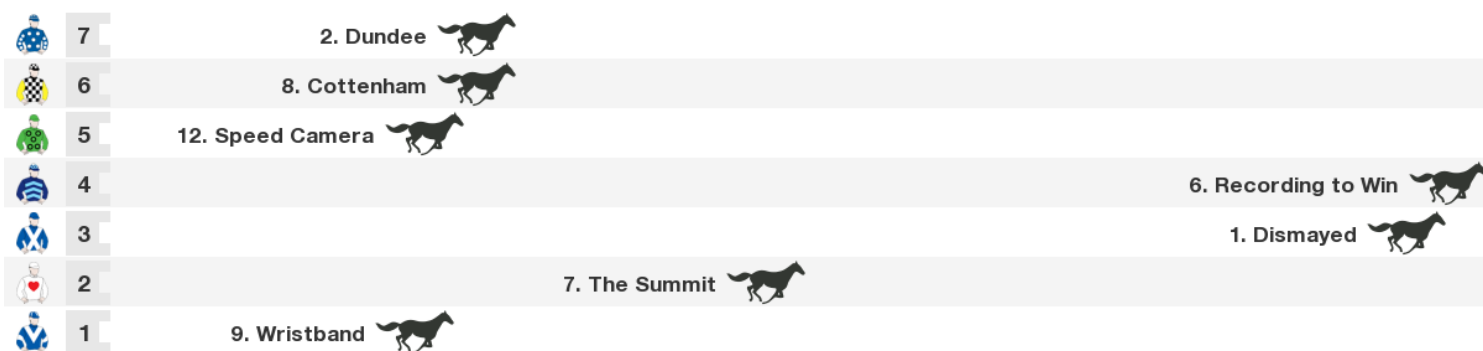 7 2. Dundee
6 8. Cottenham
5 12. Speed Camera
4 6. Recording to Win
3 1. Dismayed
2 7. The Summit
1 9. Wristband